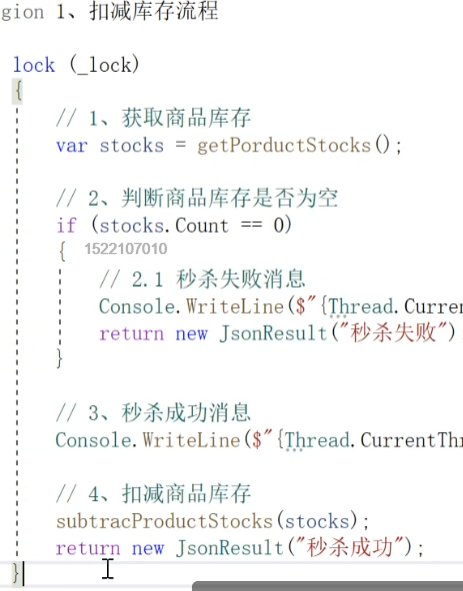 gion 1、扣减库存流程
lock (_lock)
{
// 1、获取商品库存
var stocks = getPorductStocks();
// 2、判断商品库存是否为空
if (stocks.Count == 0)
{ 1522107010
// 2.1 秒杀失败消息
Console.WriteLine($"{Thread.Curren
return new JsonResult("秒杀失败")
}
// 3、秒杀成功消息
Console.WriteLine($"{Thread.CurrentThr
// 4、扣减商品库存
subtracProductStocks(stocks);
return new JsonResult("秒杀成功");
}